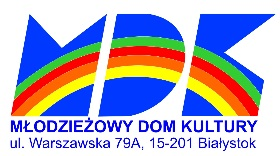 MDK
MŁODZIEŻOWY DOM KULTURY
ul. Warszawska 79A, 15-201 Białystok